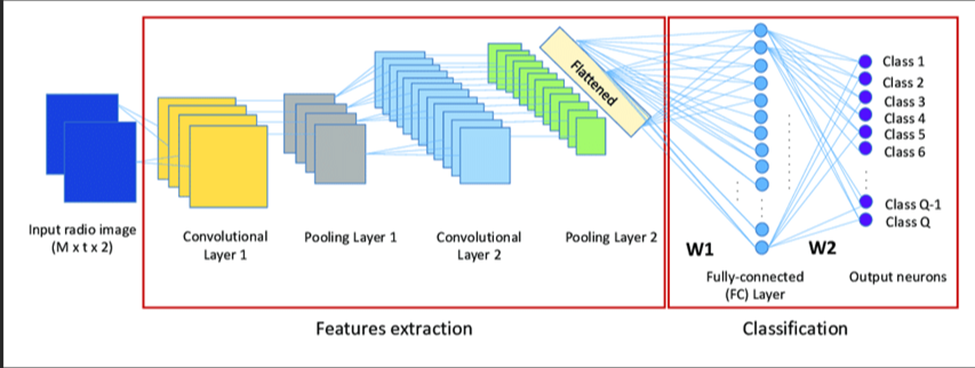 Flattened
Class 1
Class 2
Class 3
Class 4
Class 5
Class 6
Class Q-1
Class Q
Input radio image
(M x t x 2)
Convolutional
Layer 1
Pooling Layer 1
Convolutional
Layer 2
Pooling Layer 2
W1
W2
Fully-connected
(FC) Layer
Output neurons
Features extraction
Classification